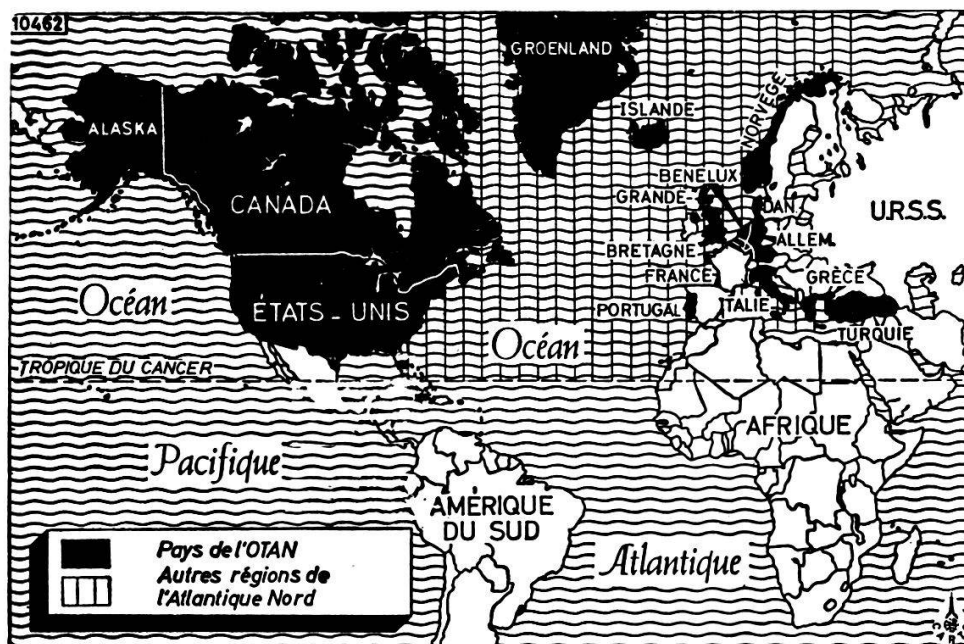 10462
GROENLAND
ALASKA
ISLANDE
NORVÈGE
BENELUX
GRANDE-
CANADA
DAN.
U.R.S.S.
BRETAGNE
ALLEM.
FRANCE
GRÈCE
Océan
ÉTATS-UNIS
PORTUGAL
ITALIE
Océan
TURQUIE
TROPIQUE DU CANCER
AFRIQUE
Pacifique
AMÉRIQUE
DU SUD
Atlantique
Pays de l'OTAN
Autres régions de
l'Atlantique Nord